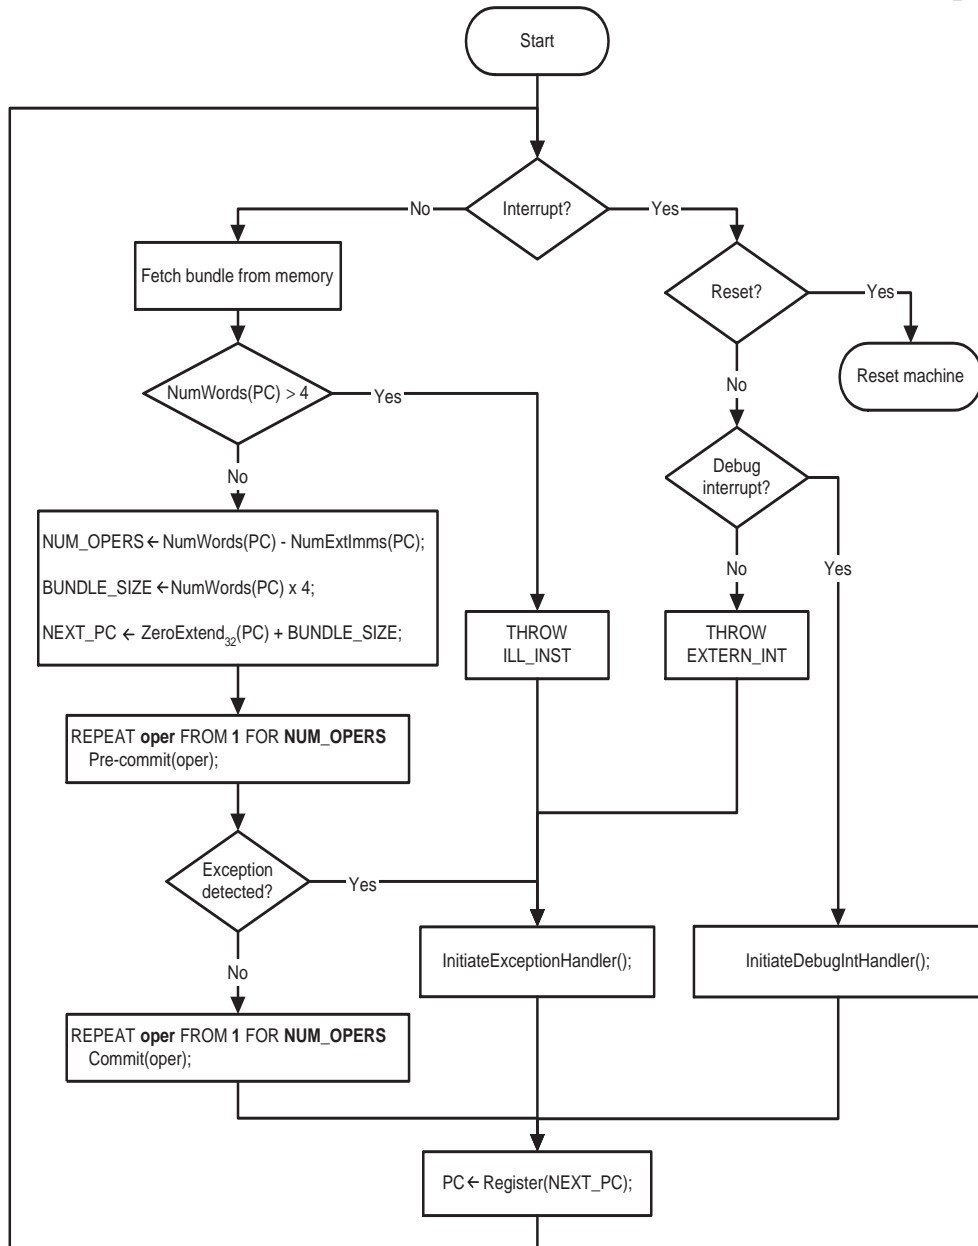 Start
Interrupt?
No
Yes
Fetch bundle from memory
Reset?
Yes
Reset machine
NumWords(PC) > 4
Yes
No
No
Debug
interrupt?
NUM_OPERS ← NumWords(PC) - NumExtImms(PC);
BUNDLE_SIZE ← NumWords(PC) x 4;
NEXT_PC ← ZeroExtend32(PC) + BUNDLE_SIZE;
No
Yes
THROW
ILL_INST
THROW
EXTERN_INT
REPEAT oper FROM 1 FOR NUM_OPERS
Pre-commit(oper);
Exception
detected?
Yes
No
InitiateExceptionHandler();
InitiateDebugIntHandler();
REPEAT oper FROM 1 FOR NUM_OPERS
Commit(oper);
PC ← Register(NEXT_PC);